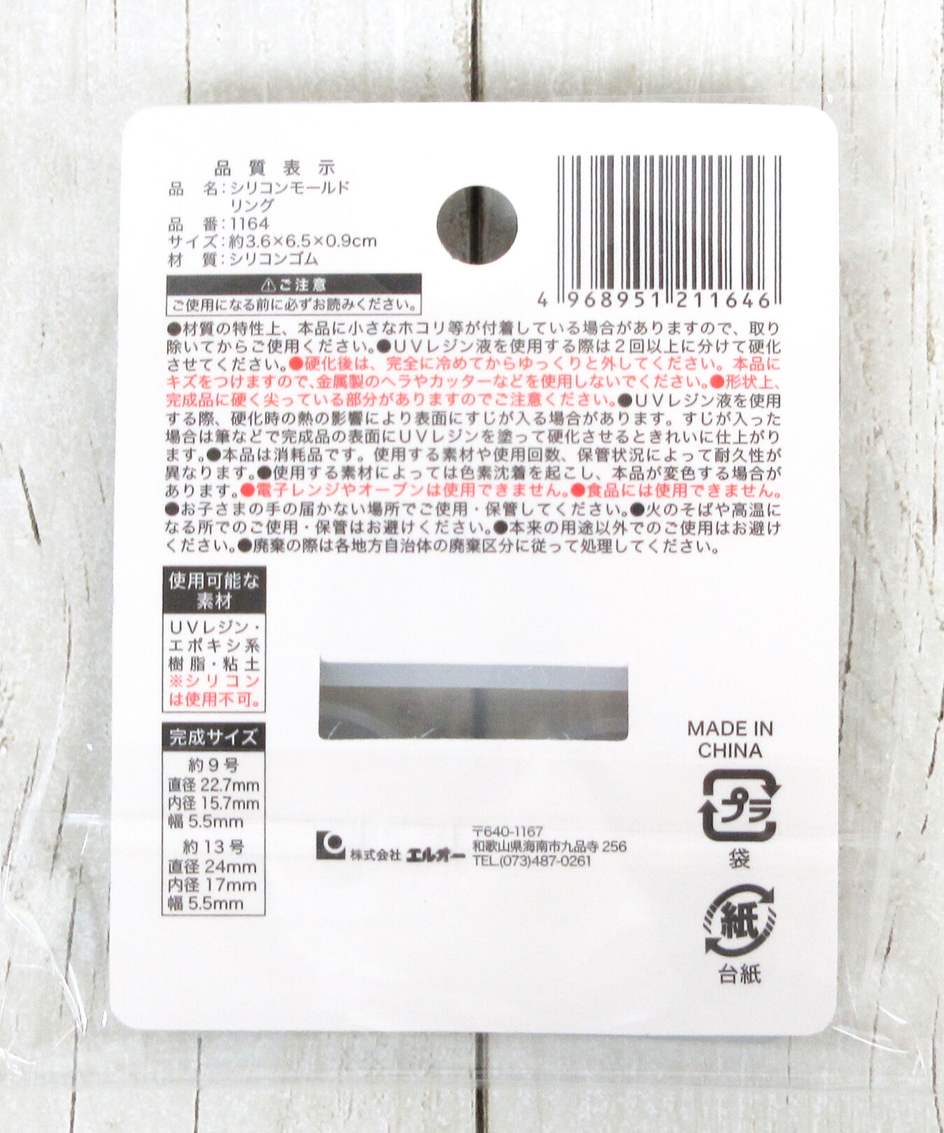 品質表示
品 名：シリコンモールド
リング
品 番：1164
サイズ：約3.6×6.5×0.9cm
材 質：シリコンゴム
4 968951 211646
⚠ご注意
ご使用になる前に必ずお読みください。
●材質の特性上、本品に小さなホコリ等が付着している場合がありますので、取り
除いてからご使用ください。●UVレジン液を使用する際は2回以上に分けて硬化
させてください。●硬化後は、完全に冷めてからゆっくりと外してください。本品に
キズをつけますので、金属製のヘラやカッターなどを使用しないでください。●形状上、
完成品に硬く尖っている部分がありますのでご注意ください。●UVレジン液を使用
する際、硬化時の熱の影響により表面にすじが入る場合があります。すじが入った
場合は筆などで完成品の表面にUVレジンを塗って硬化させるときれいに仕上がり
ます。●本品は消耗品です。使用する素材や使用回数、保管状況によって耐久性が
異なります。●使用する素材によっては色素沈着を起こし、本品が変色する場合が
あります。●電子レンジやオーブンは使用できません。●食品には使用できません。
●お子さまの手の届かない場所でご使用・保管してください。●火のそばや高温に
なる所でのご使用・保管はお避けください。●本来の用途以外でのご使用はお避け
ください。●廃棄の際は各地方自治体の廃棄区分に従って処理してください。
使用可能な
素材
UVレジン・
エポキシ系
樹脂・粘土
※シリコン
は使用不可。
完成サイズ
約9号
直径 22.7mm
内径 15.7mm
幅 5.5mm
約13号
直径 24mm
内径 17mm
幅 5.5mm
株式会社 エルオー
〒640-1167
和歌山県海南市九品寺 256
TEL.(073)487-0261
MADE IN
CHINA
プラ
袋
紙
台紙